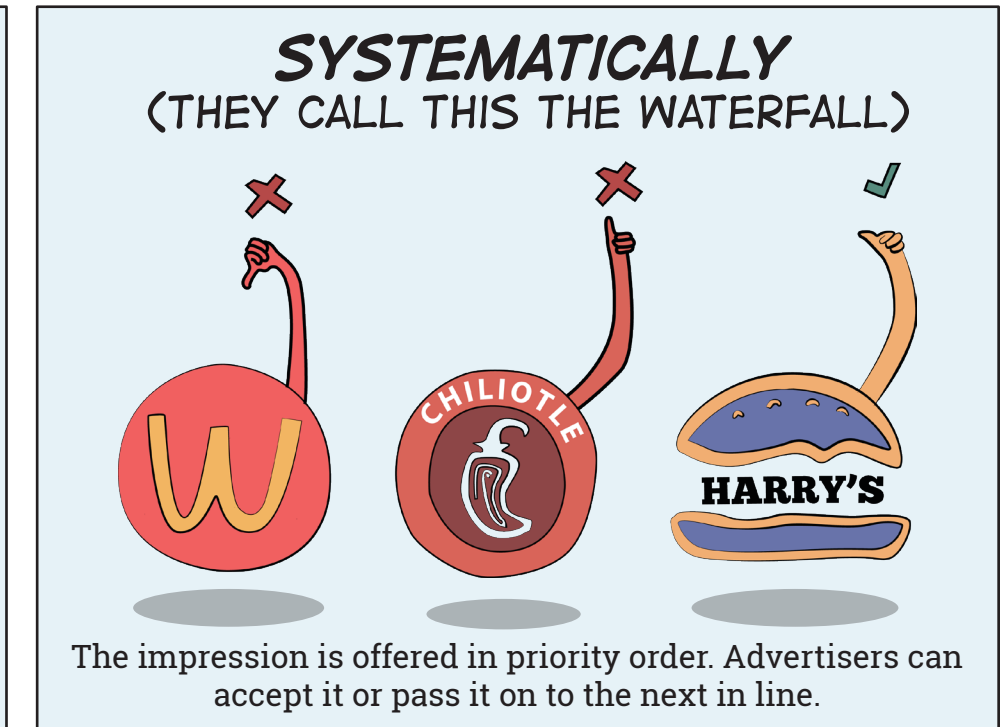 SYSTEMATICALLY
(THEY CALL THIS THE WATERFALL)
W
CHILIOTLE
HARRY'S
The impression is offered in priority order. Advertisers can
accept it or pass it on to the next in line.